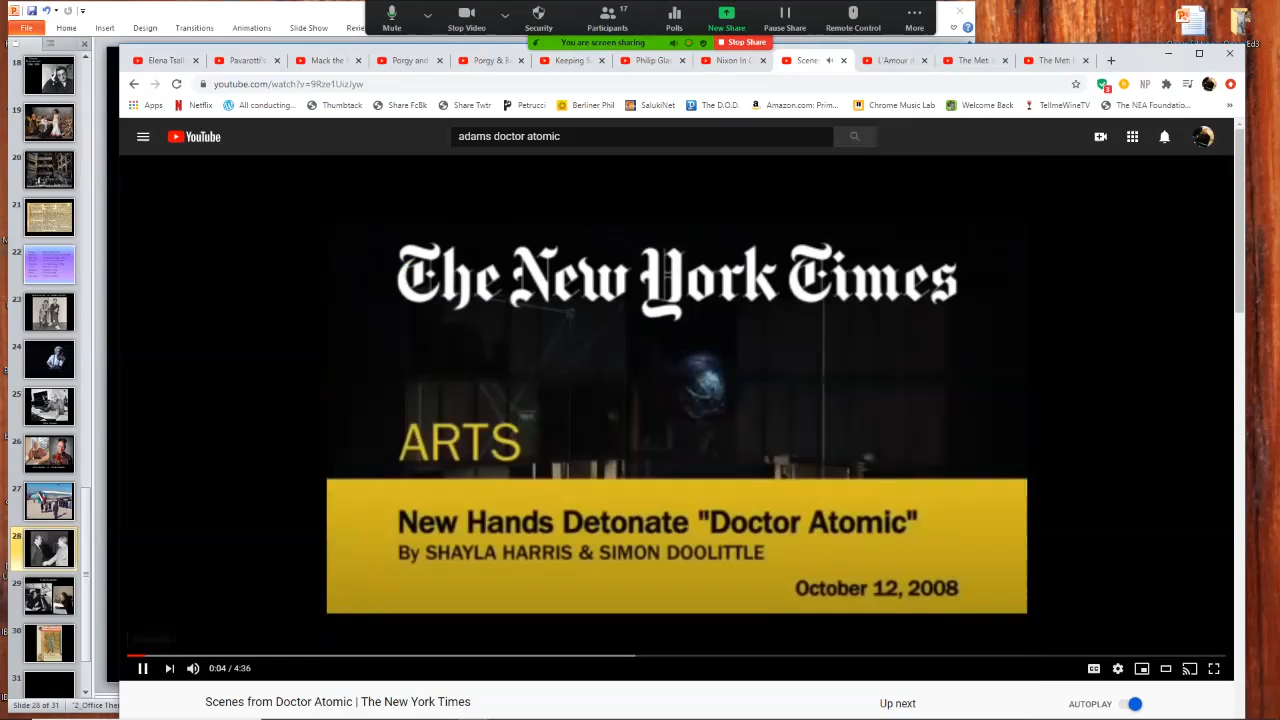 17
Mute
Stop Video
Security
Participants
Polls
New Share
Pause Share
Remote Control
More
You are screen sharing
Stop Share
File
Home
Insert
Design
Transitions
Animations
Slide Show
Elena Tsal
Pavarotti's
Mack the
Porgy and
Porgy &
Keeping S
Philip Glas
Nixon In
Scene
L'Amour d
The Met:
The Met:
youtube.com/watch?v=9Rze1UizJyw
NP
3
Apps
Netflix
All conducting...
Thumbtack
Share FcBk
Share Twtr
Petrucci
Berliner Phil
SalukiNet
The D.J.D.
Amazon.com: Prim...
Chrome Music Lab
Welcome Back
TellmeWineTV
The NEA Foundatio...
YouTube
adams doctor atomic
The New York Times
ARTS
New Hands Detonate "Doctor Atomic"
By SHAYLA HARRIS & SIMON DOOLITTLE
October 12, 2008
0:04 / 4:36
Scenes from Doctor Atomic | The New York Times
Up next
AUTOPLAY
18
19
20
21
22
23
24
25
26
27
28
29
30
31
Slide 28 of 31
"2_Office The